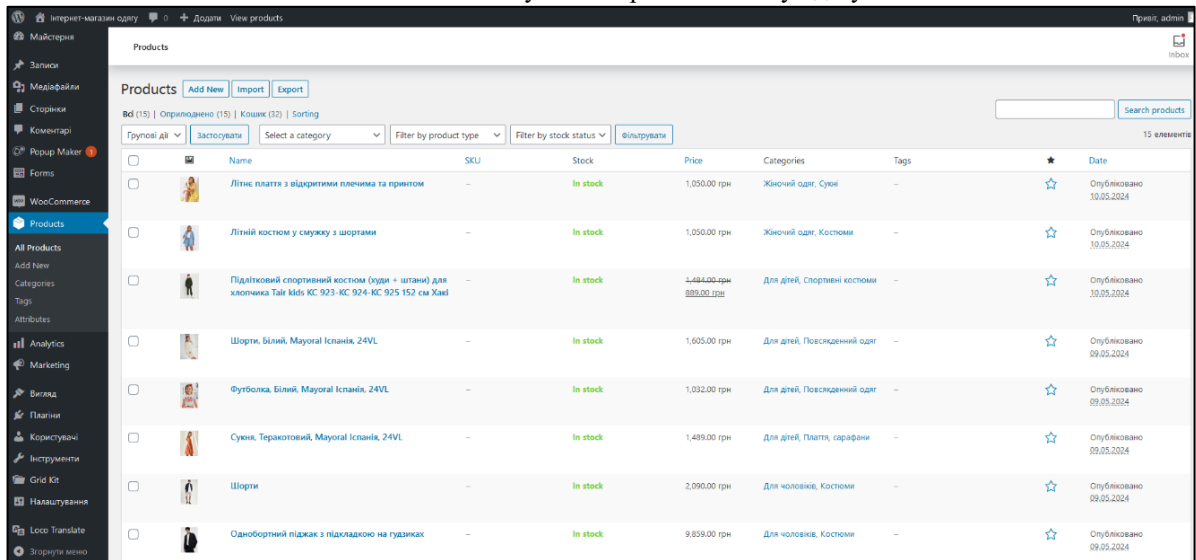 Інтернет-магазин одягу 0 Додати View products Привіт, admin
Майстерня
Записи
Медіафайли
Сторінки
Коментарі
Popup Maker 1
Forms
WooCommerce
Products
All Products
Add New
Categories
Tags
Attributes
Analytics
Marketing
Вигляд
Плагіни
Користувачі
Інструменти
Grid Kit
Налаштування
Loco Translate
Згорнути меню
Products
Inbox
Products Add New Import Export
Всі (15) | Оприлюднено (15) | Кошик (32) | Sorting
Search products
Групові дії Застосувати Select a category Filter by product type Filter by stock status Фільтрувати 15 елементів
Name SKU Stock Price Categories Tags Date
Літнє плаття з відкритими плечима та принтом – In stock 1,050.00 грн Жіночий одяг, Сукні – Опубліковано
10.05.2024
Літній костюм у смужку з шортами – In stock 1,050.00 грн Жіночий одяг, Костюми – Опубліковано
10.05.2024
Підлітковий спортивний костюм (худи + штани) для – In stock 1,484.00 грн Для дітей, Спортивні костюми – Опубліковано
хлопчика Tair kids КС 923-КС 924-КС 925 152 см Хакі 889.00 грн 10.05.2024
Шорти, Білий, Mayoral Іспанія, 24VL – In stock 1,605.00 грн Для дітей, Повсякденний одяг – Опубліковано
09.05.2024
Футболка, Білий, Mayoral Іспанія, 24VL – In stock 1,032.00 грн Для дітей, Повсякденний одяг – Опубліковано
09.05.2024
Сукня, Теракотовий, Mayoral Іспанія, 24VL – In stock 1,489.00 грн Для дітей, Плаття, сарафани – Опубліковано
09.05.2024
Шорти – In stock 2,090.00 грн Для чоловіків, Костюми – Опубліковано
09.05.2024
Однобортний піджак з підкладкою на гудзиках – In stock 9,859.00 грн Для чоловіків, Костюми – Опубліковано
09.05.2024